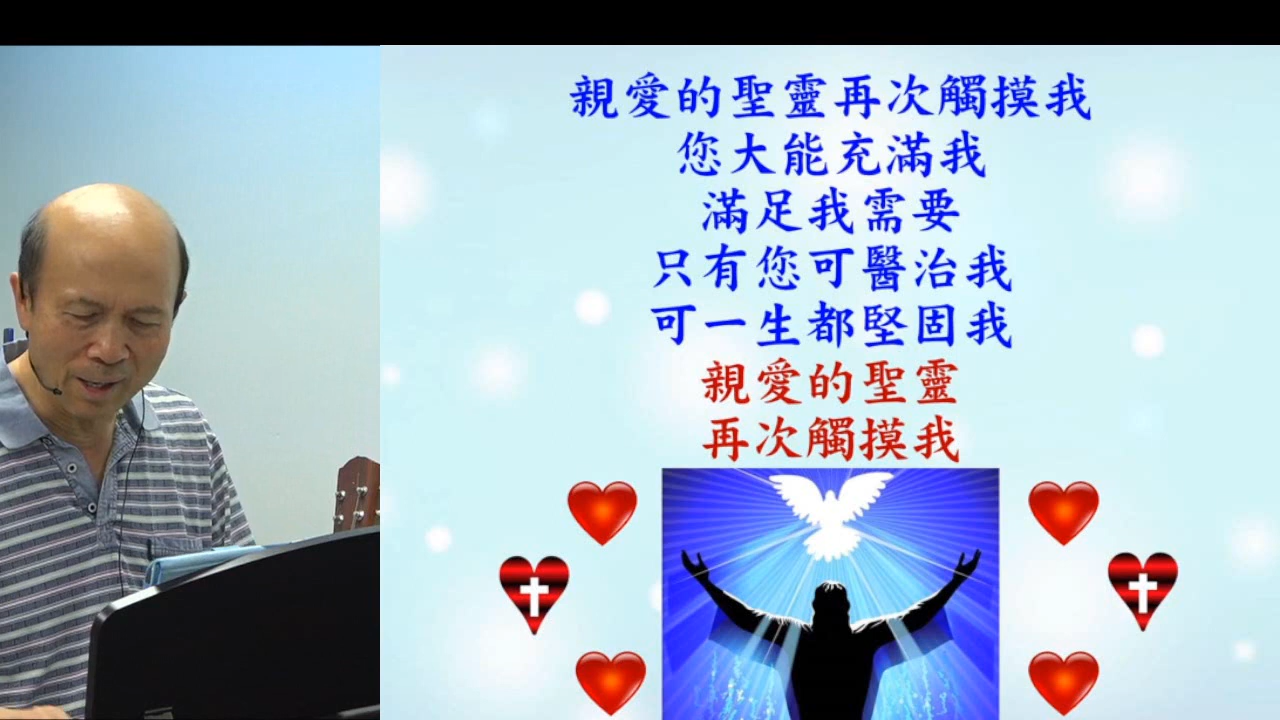 親愛的聖靈再次觸摸我
您大能充滿我
滿足我需要
只有您可醫治我
可一生都堅固我
親愛的聖靈
再次觸摸我